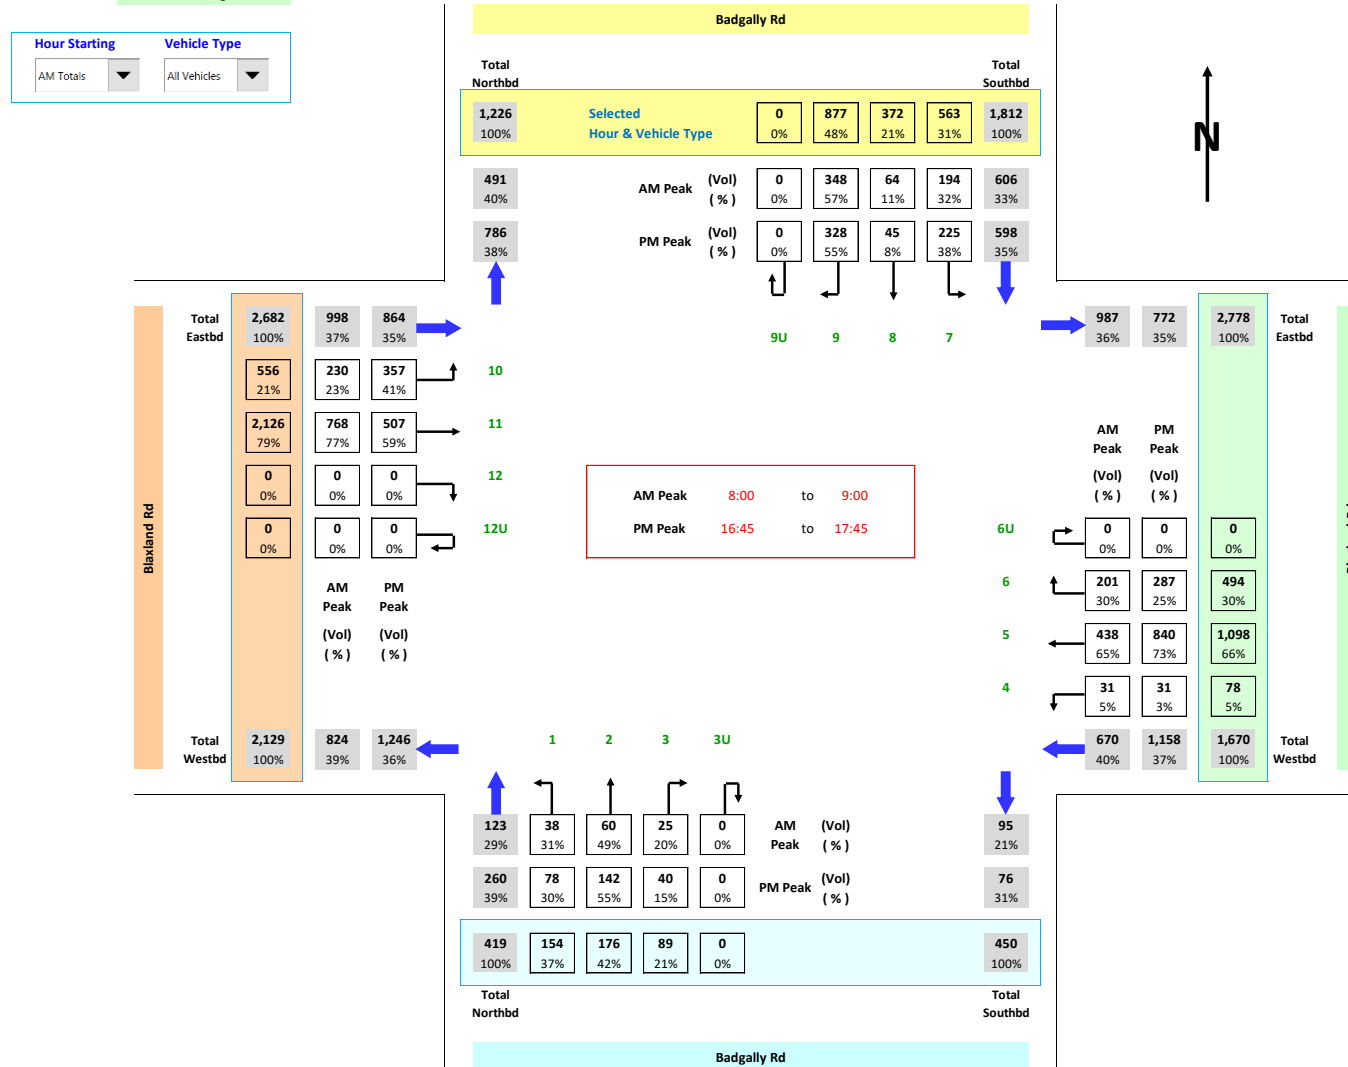 Badgally Rd
Hour Starting Vehicle Type
AM Totals All Vehicles
Total Total
Northbd Southbd
1,226 Selected 0 877 372 563 1,812
100% Hour & Vehicle Type 0% 48% 21% 31% 100%
N
491 AM Peak (Vol) 0 348 64 194 606
40% ( % ) 0% 57% 11% 32% 33%
786 PM Peak (Vol) 0 328 45 225 598
38% ( % ) 0% 55% 8% 38% 35%
Total 2,682 998 864 987 772 2,778 Total
Eastbd 100% 37% 35% 36% 35% 100% Eastbd
9U 9 8 7
556 230 357 10
21% 23% 41%
2,126 768 507 11
79% 77% 59%
AM PM
Peak Peak
(Vol) (Vol)
( % ) ( % )
0 0 0 12
0% 0% 0%
AM Peak 8:00 to 9:00
PM Peak 16:45 to 17:45
0 0 0 12U
0% 0% 0%
6U 0 0 0
0% 0% 0%
Blaxland Rd
6 201 287 494
30% 25% 30%
AM PM
Peak Peak
(Vol) (Vol)
( % ) ( % )
5 438 840 1,098
65% 73% 66%
4 31 31 78
5% 3% 5%
Total 2,129 824 1,246 670 1,158 1,670 Total
Westbd 100% 39% 36% 40% 37% 100% Westbd
1 2 3 3U
123 38 60 25 0 AM (Vol) 95
29% 31% 49% 20% 0% Peak ( % ) 21%
260 78 142 40 0 PM Peak (Vol) 76
39% 30% 55% 15% 0% ( % ) 31%
419 154 176 89 0 450
100% 37% 42% 21% 0% 100%
Total Total
Northbd Southbd
Badgally Rd